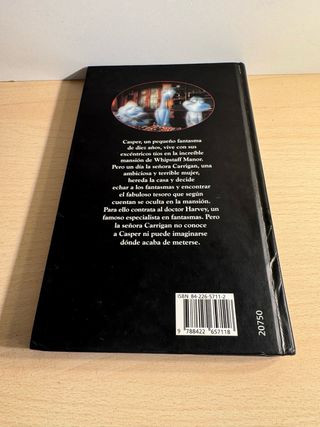 Casper, un pequeño fantasma
de diez años, vive con sus
excéntricos tíos en la increíble
mansión de Whipstaff Manor.
Pero un día la señora Carrigan, una
ambiciosa y terrible mujer,
hereda la casa y decide
echar a los fantasmas y encontrar
el fabuloso tesoro que según
cuentan se oculta en la mansión.
Para ello contrata al doctor Harvey, un
famoso especialista en fantasmas. Pero
la señora Carrigan no conoce
a Casper ni puede imaginarse
dónde acaba de meterse.
ISBN 84-226-5711-2
9 788422 657118
20750